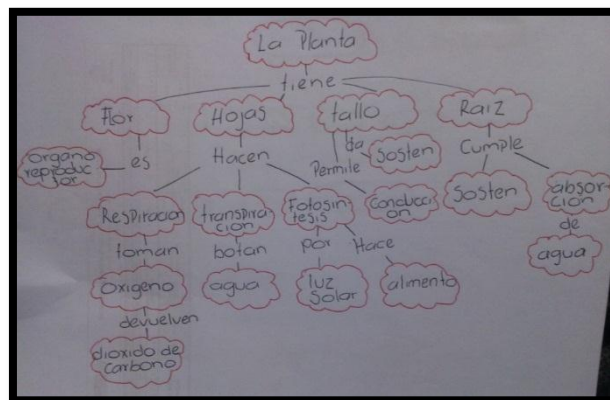 La Planta
tiene
Flor
Hojas
tallo
Raiz
es
organo
reproduc
tor
Hacen
da
Sosten
Permite
Conducci
on
Cumple
Sosten
absor-
cion
de
agua
Respiracion
toman
oxigeno
devuelven
dioxido de
carbono
transpira
cion
botan
agua
Fotosin
tesis
por
luz
Solar
Hace
alimento